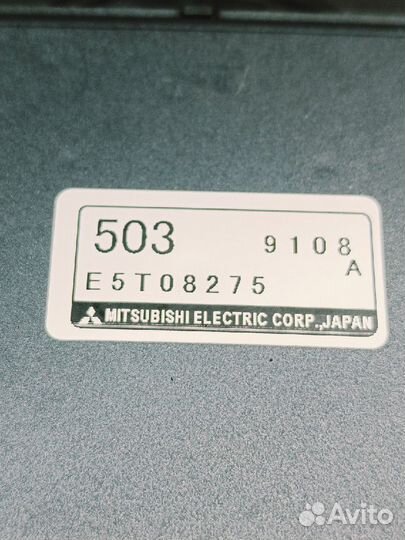 503 9108
A
E5T08275
MITSUBISHI ELECTRIC CORP.,JAPAN
Avito